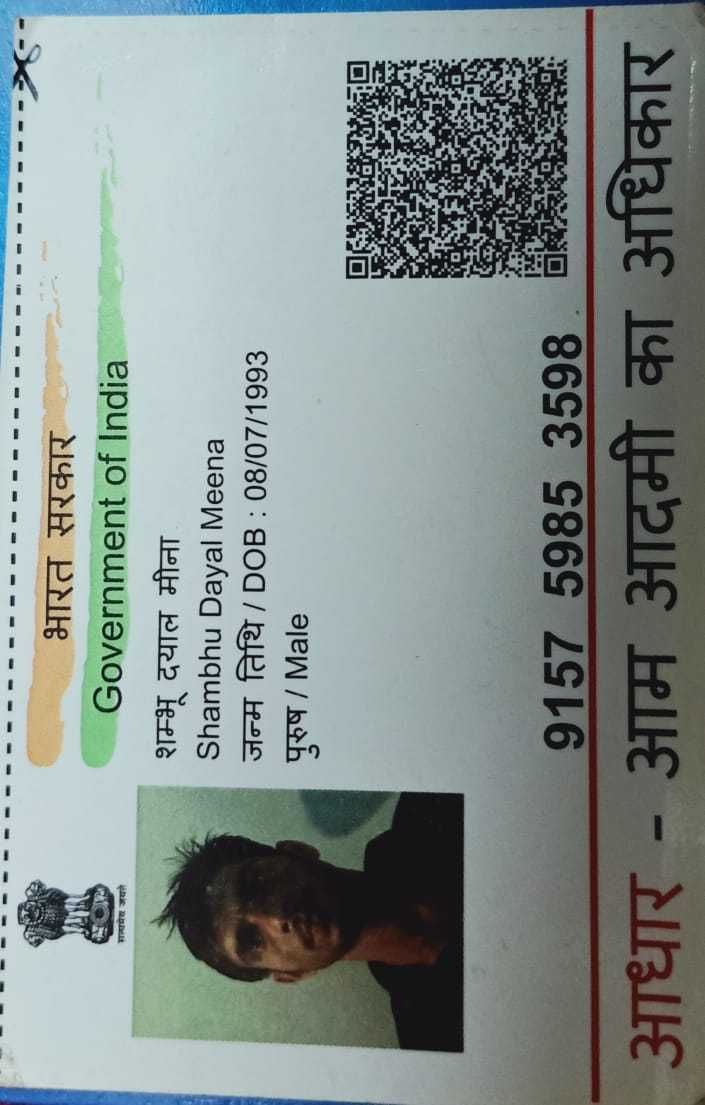 सत्यमेव जयते
भारत सरकार
Government of India
शम्भू दयाल मीना
Shambhu Dayal Meena
जन्म तिथि / DOB : 08/07/1993
पुरुष / Male
9157 5985 3598
आधार - आम आदमी का अधिकार